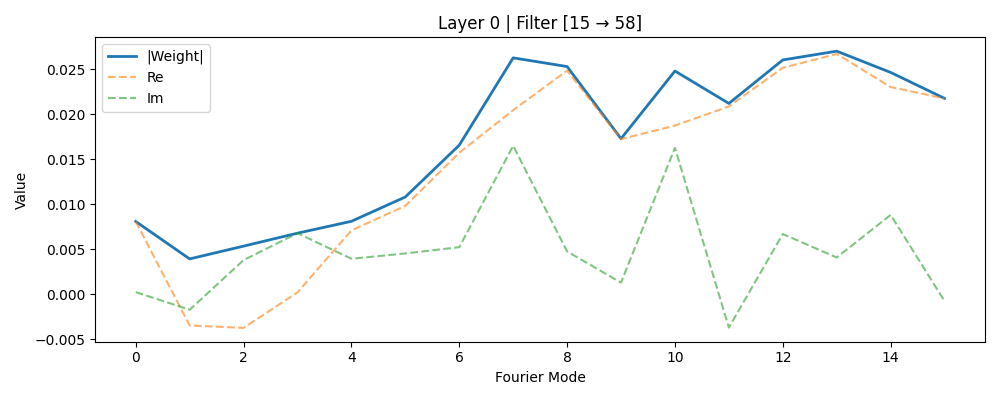 Layer 0 | Filter [15 → 58]
|Weight|
Re
Im
Value
0.025
0.020
0.015
0.010
0.005
0.000
−0.005
0 2 4 6 8 10 12 14
Fourier Mode